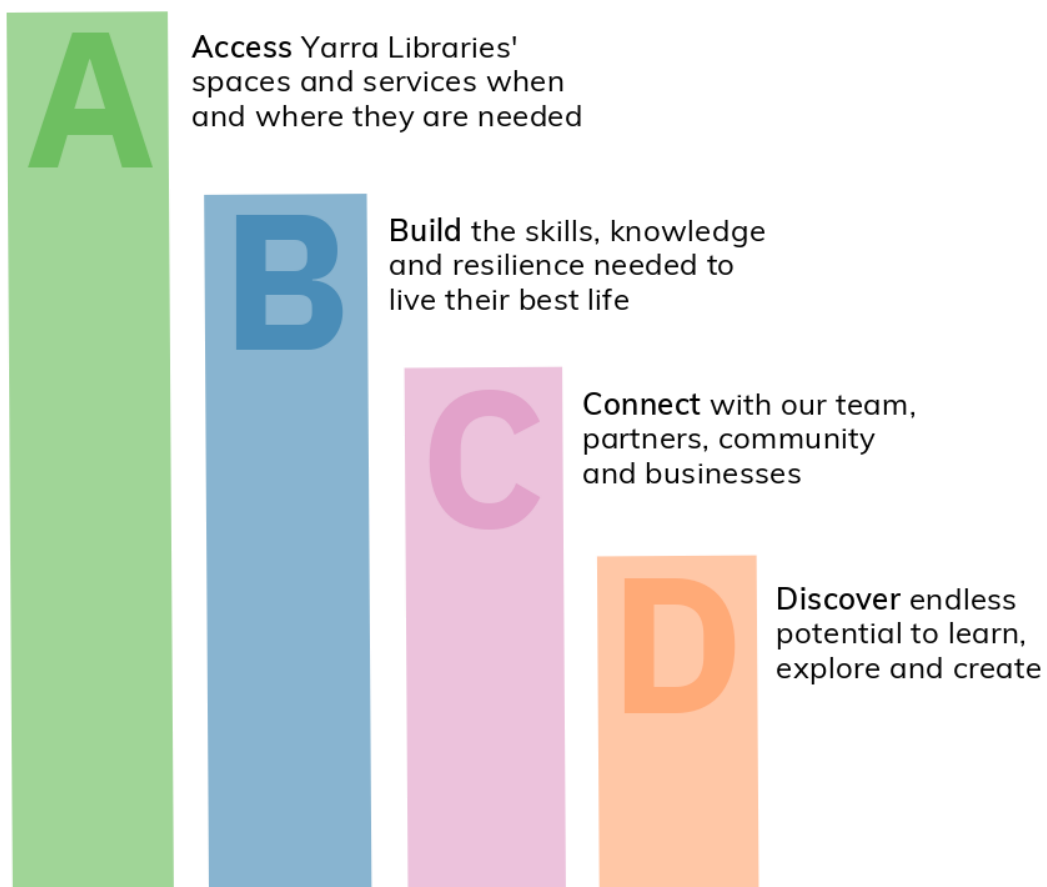 A
Access Yarra Libraries'
spaces and services when
and where they are needed
B
Build the skills, knowledge
and resilience needed to
live their best life
C
Connect with our team,
partners, community
and businesses
D
Discover endless
potential to learn,
explore and create